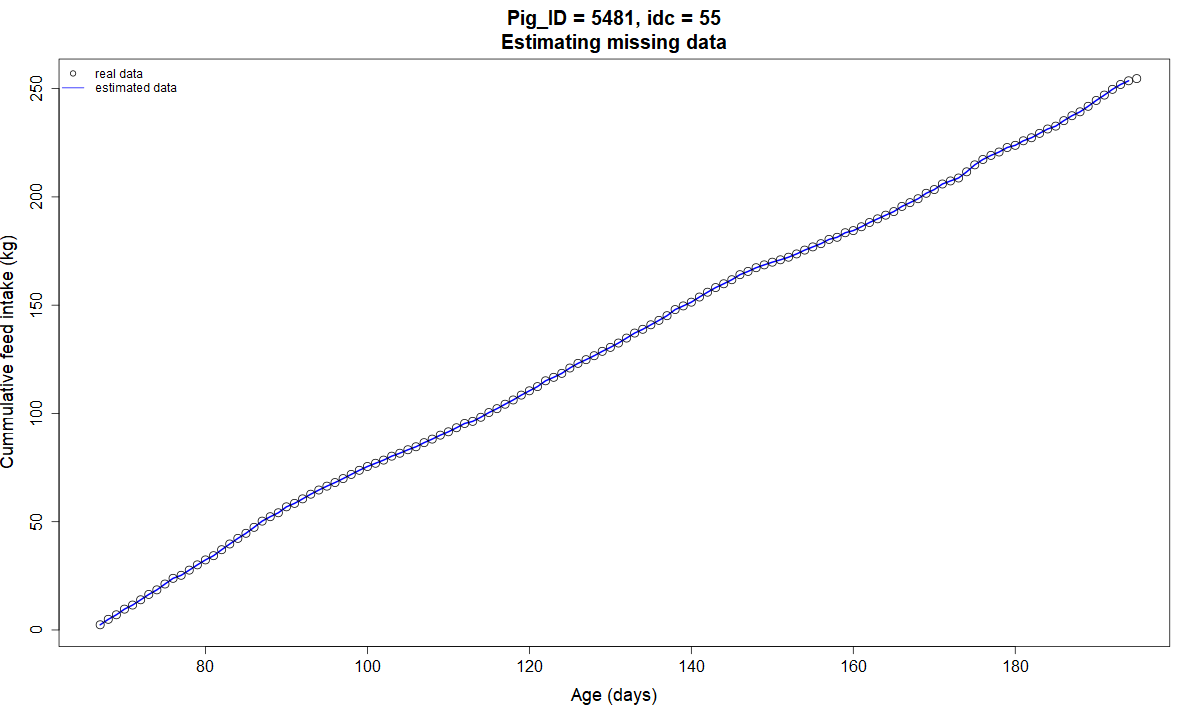 Pig_ID = 5481, idc = 55
Estimating missing data
real data
estimated data
Cummulative feed intake (kg)
250
200
150
100
50
0
80 100 120 140 160 180
Age (days)